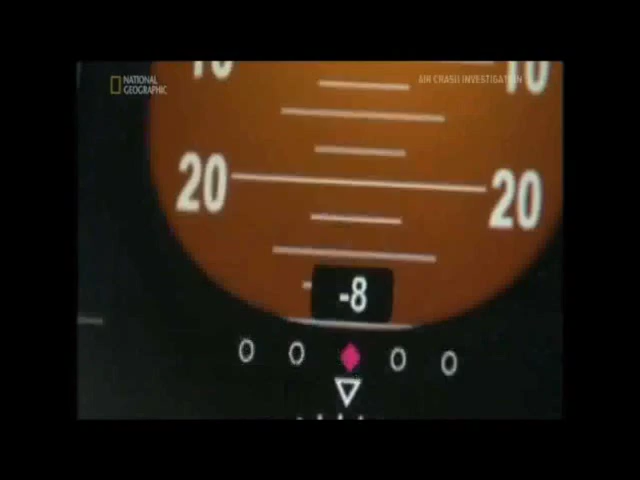 NATIONAL
GEOGRAPHIC
AIR CRASH INVESTIGATION
10 10
20 20
-8